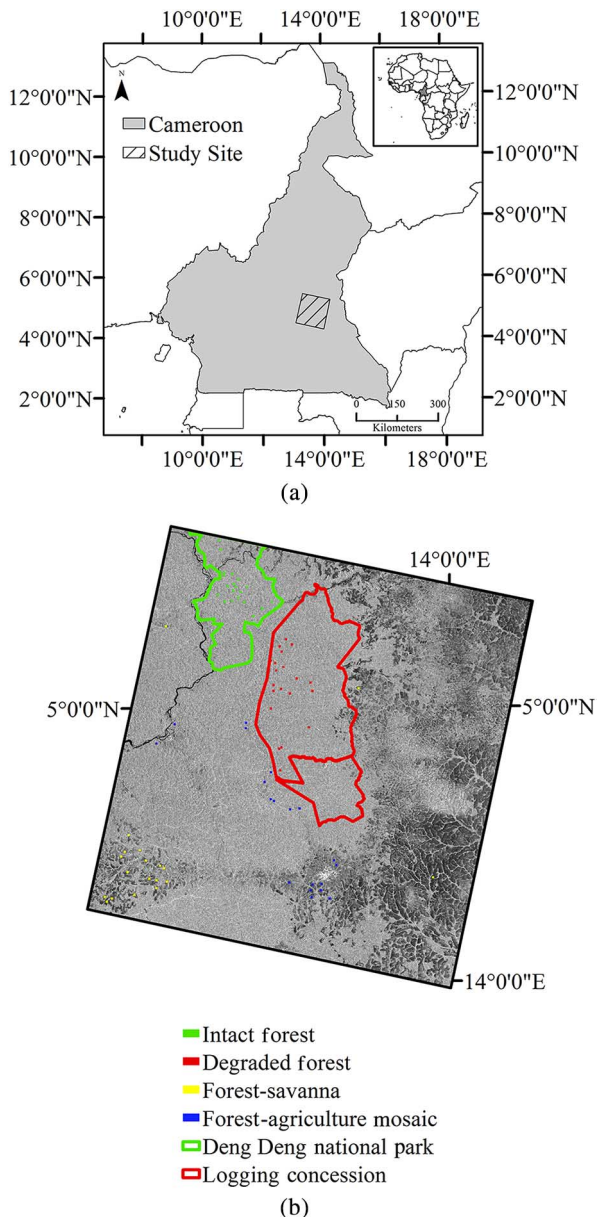 (a)
10°0'0"E 14°0'0"E 18°0'0"E
N
12°0'0"N
10°0'0"N
8°0'0"N
6°0'0"N
4°0'0"N
2°0'0"N
Cameroon
Study Site
12°0'0"N
10°0'0"N
8°0'0"N
6°0'0"N
4°0'0"N
2°0'0"N
0 150 300
Kilometers
10°0'0"E 14°0'0"E 18°0'0"E
(a)
14°0'0"E
5°0'0"N
5°0'0"N
14°0'0"E
Intact forest
Degraded forest
Forest-savanna
Forest-agriculture mosaic
Deng Deng national park
Logging concession
(b)